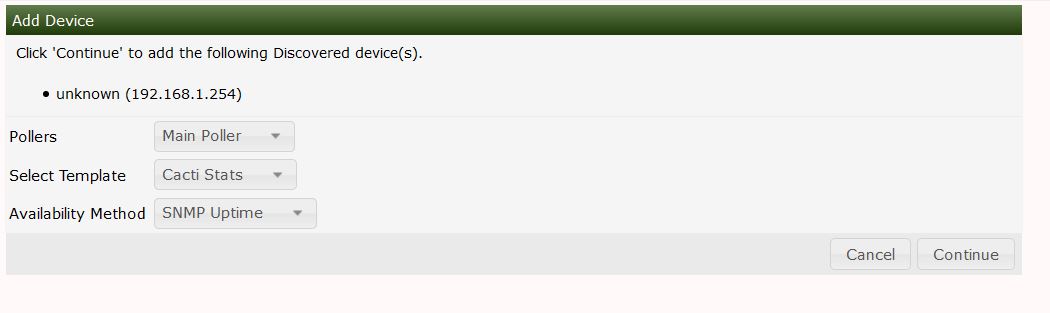 Add Device
Click 'Continue' to add the following Discovered device(s).
unknown (192.168.1.254)
Pollers Main Poller
Select Template Cacti Stats
Availability Method SNMP Uptime
Cancel Continue